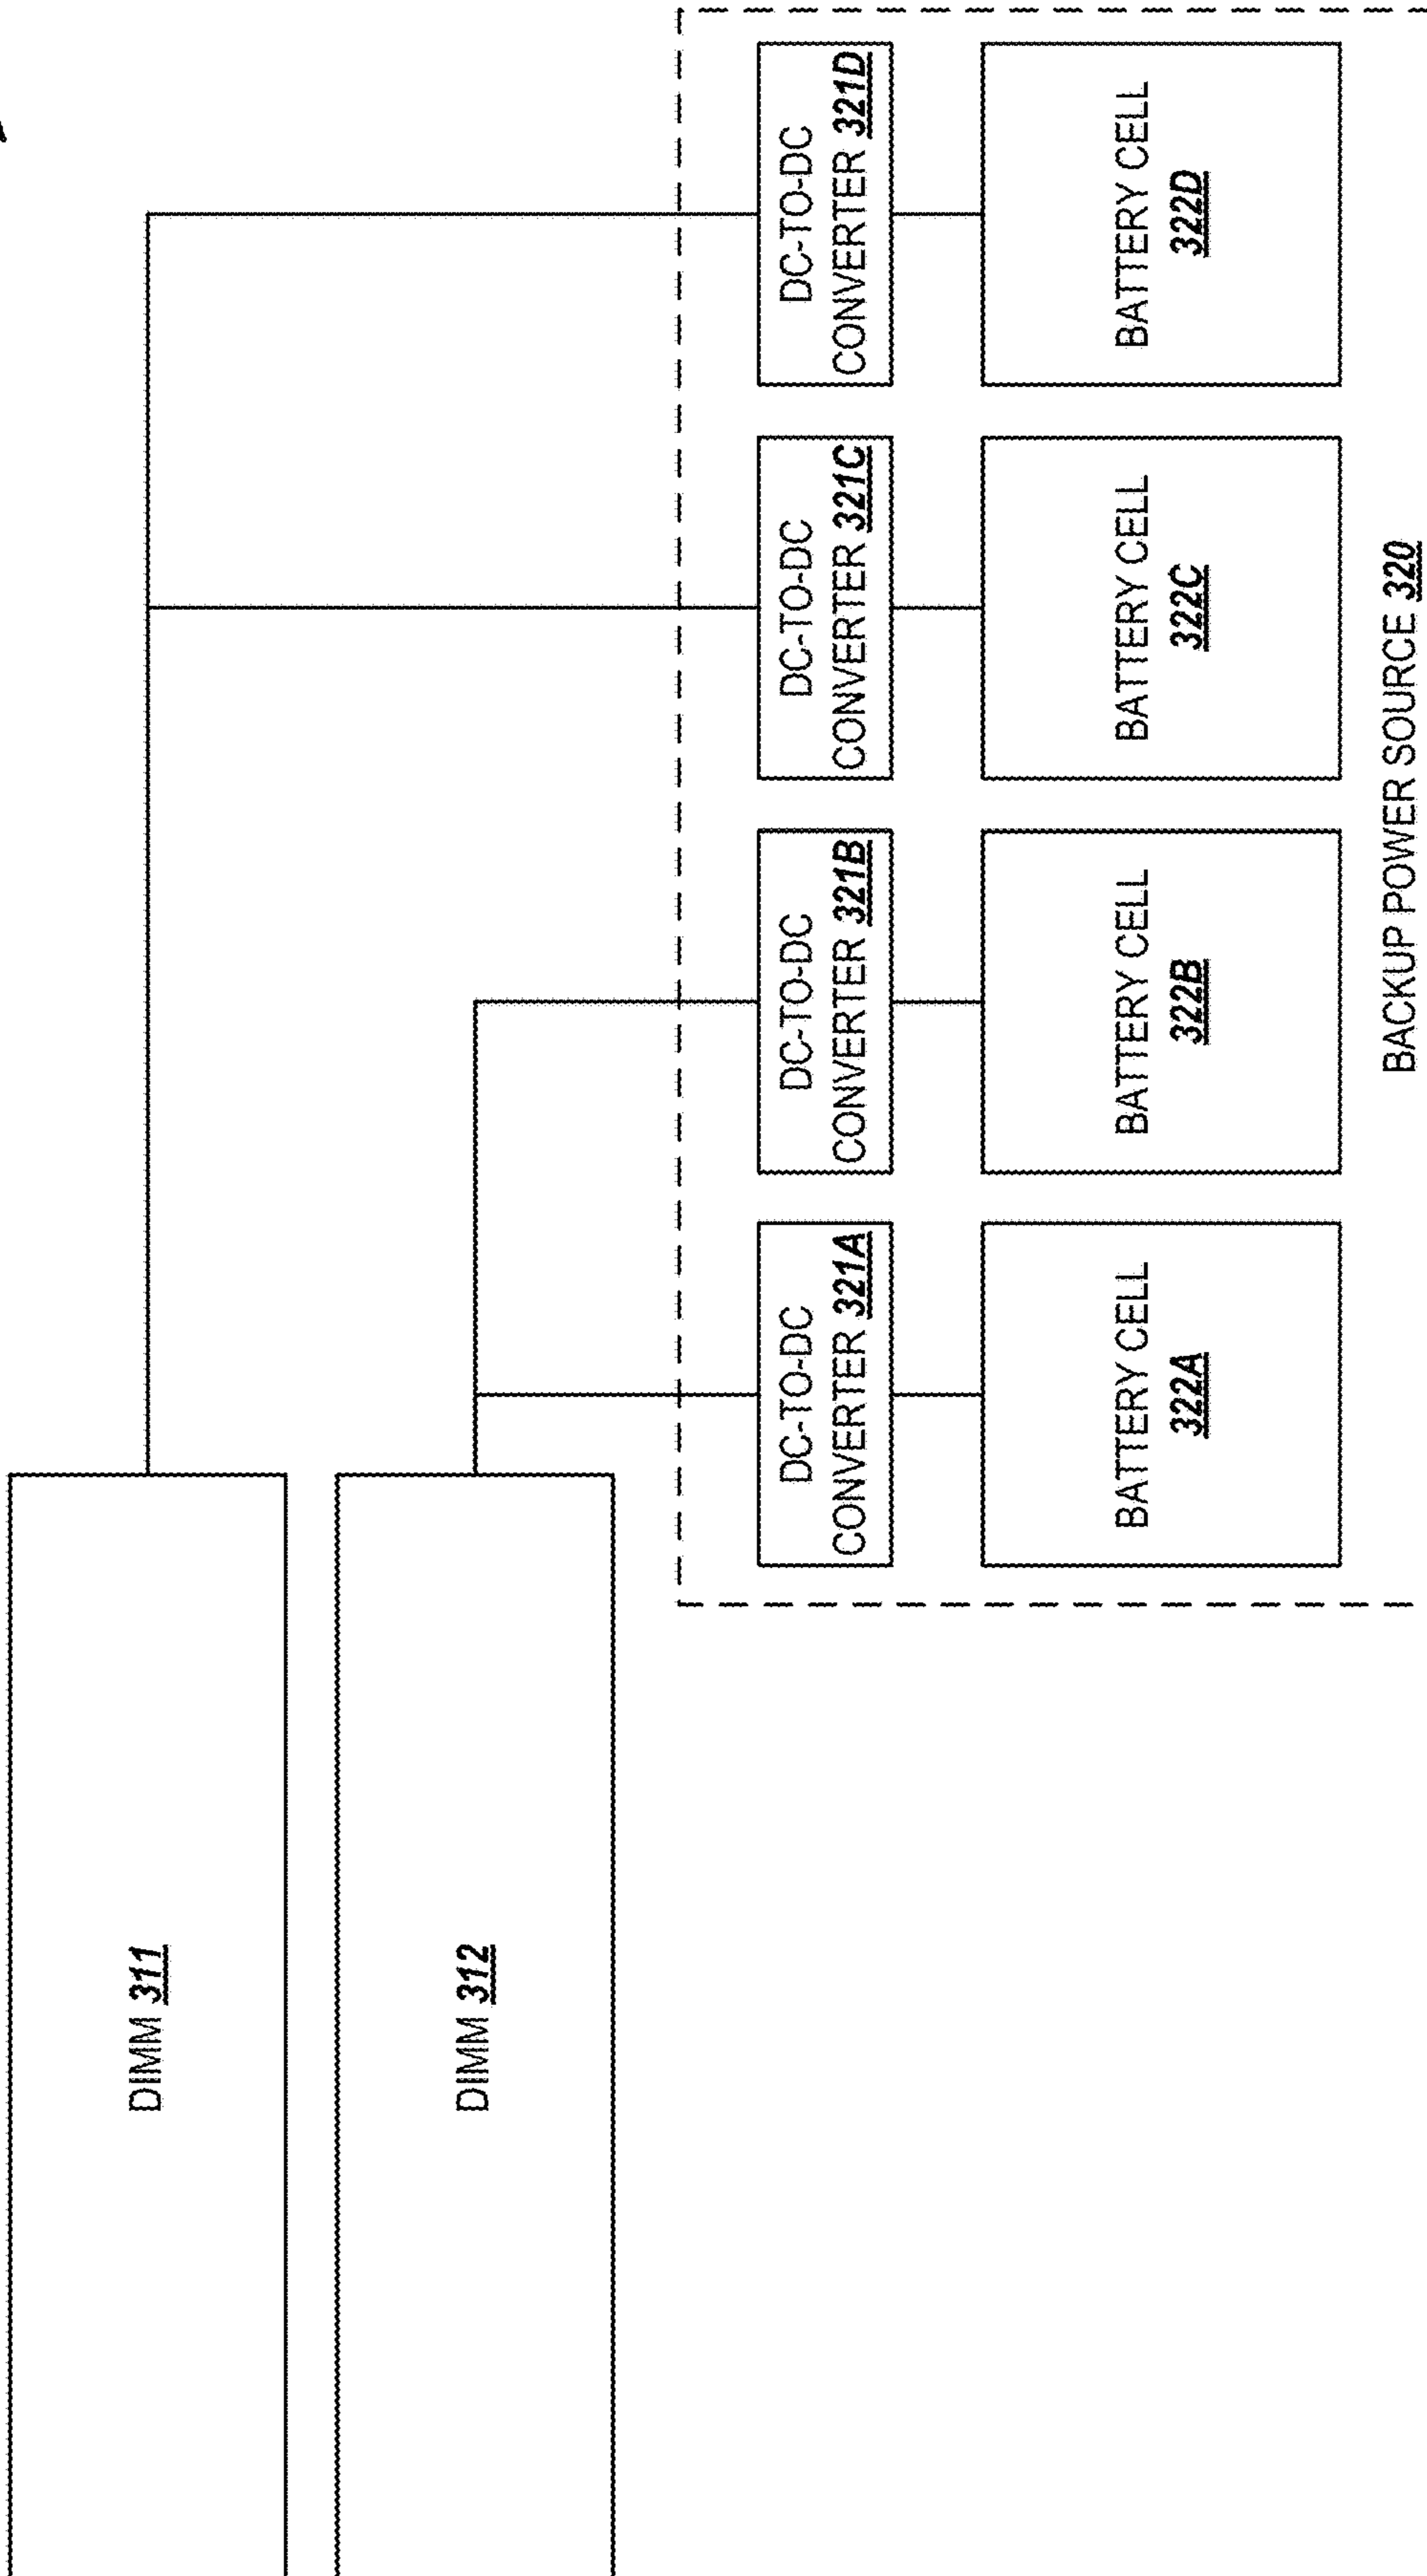 DIMM 311
DIMM 312
DC-TO-DC
CONVERTER 321A
DC-TO-DC
CONVERTER 321B
DC-TO-DC
CONVERTER 321C
DC-TO-DC
CONVERTER 321D
BATTERY CELL
322A
BATTERY CELL
322B
BATTERY CELL
322C
BATTERY CELL
322D
BACKUP POWER SOURCE 320